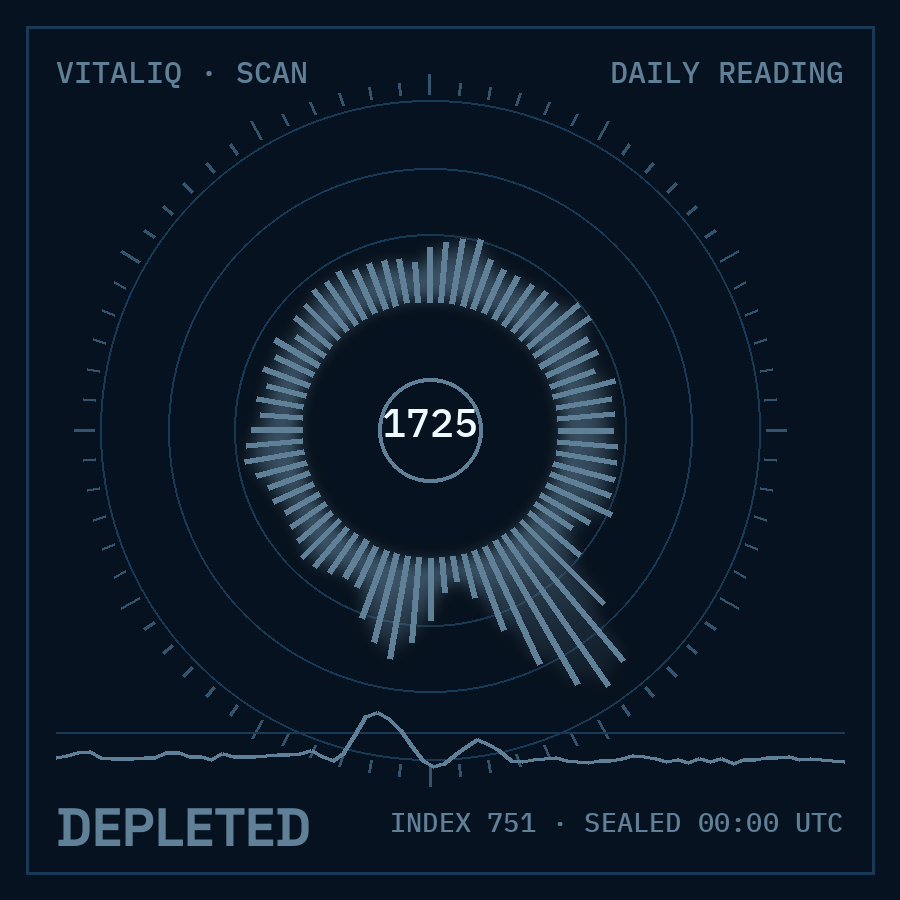 VITALIQ · SCAN
DAILY READING
1725
DEPLETED
INDEX 751 · SEALED 00:00 UTC